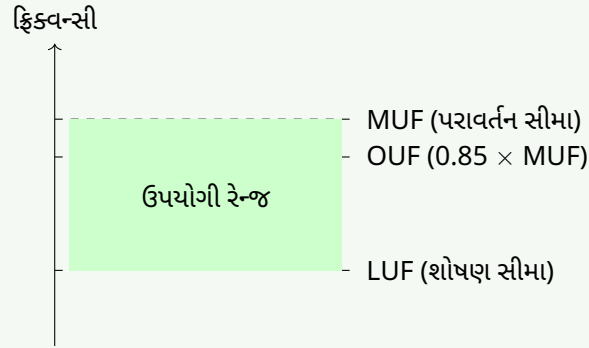 ફ્રિક્વન્સી
MUF (પરાવર્તન સીમા)
OUF (0.85 × MUF)
ઉપયોગી રેન્જ
LUF (શોષણ સીમા)